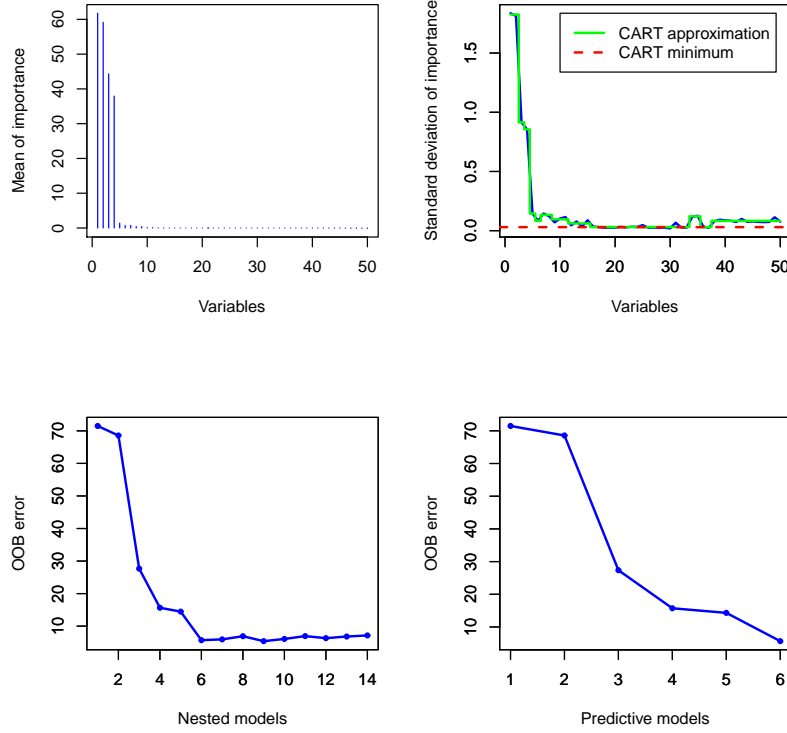 Mean of importance
60
50
40
30
20
10
0
0 10 20 30 40 50
Variables
Standard deviation of importance
1.5
1.0
0.5
0.0
CART approximation
CART minimum
0 10 20 30 40 50
Variables
OOB error
70
60
50
40
30
20
10
2 4 6 8 10 12 14
Nested models
OOB error
70
60
50
40
30
20
10
1 2 3 4 5 6
Predictive models